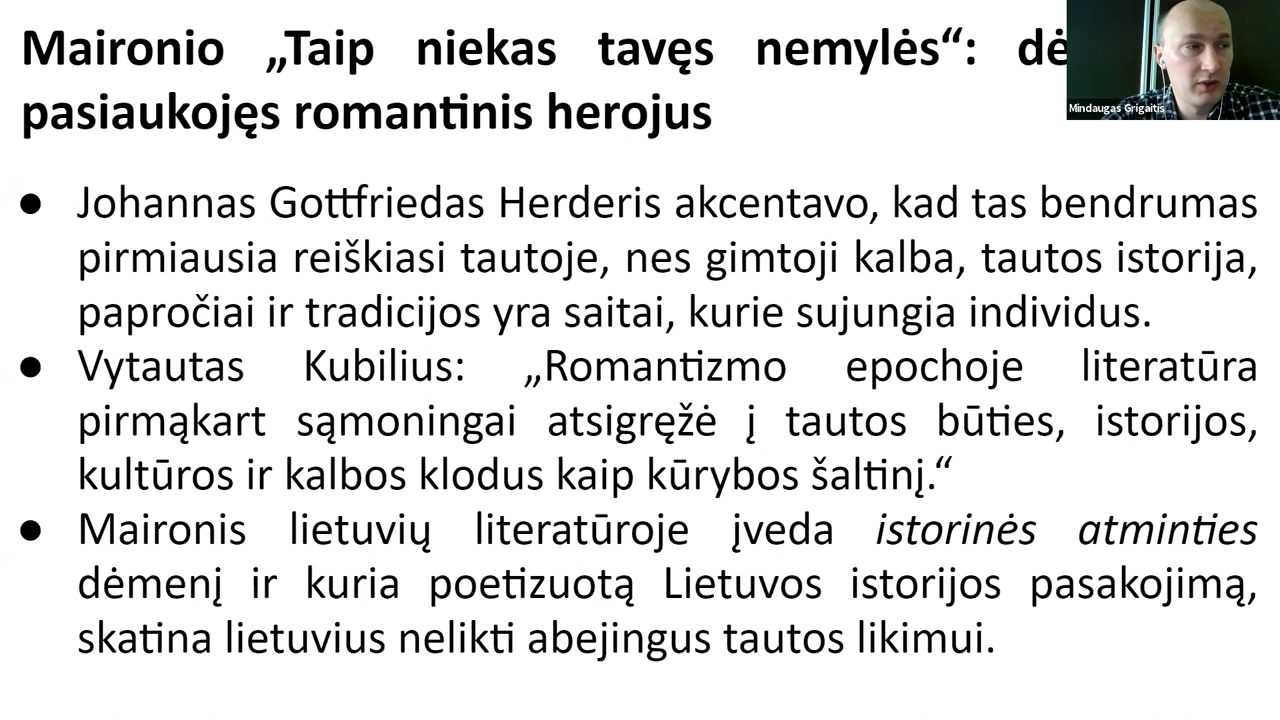 Maironio „Taip niekas tavęs nemylės“: dė
pasiaukojęs romantinis herojus
Mindaugas Grigaitis
● Johannas Gottfriedas Herderis akcentavo, kad tas bendrumas
pirmiausia reiškiasi tautoje, nes gimtoji kalba, tautos istorija,
papročiai ir tradicijos yra saitai, kurie sujungia individus.
● Vytautas Kubilius: „Romantizmo epochoje literatūra
pirmąkart sąmoningai atsigręžė į tautos būties, istorijos,
kultūros ir kalbos klodus kaip kūrybos šaltinį.“
● Maironis lietuvių literatūroje įveda istorinės atminties
dėmenį ir kuria poetizuotą Lietuvos istorijos pasakojimą,
skatina lietuvius nelikti abejingus tautos likimui.